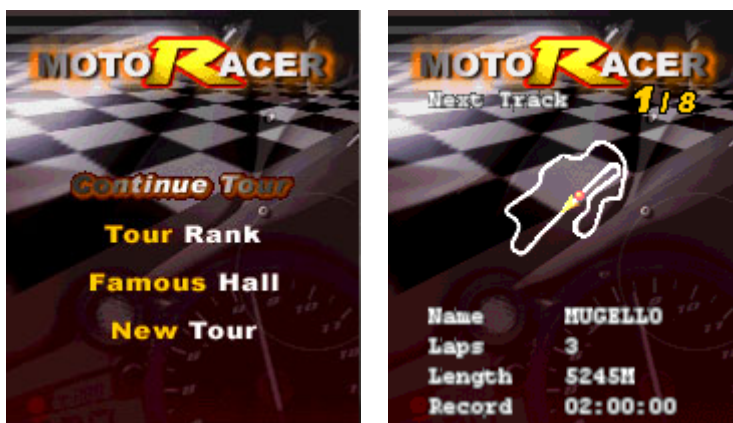 MOTO RACER
Continue Tour
Tour Rank
Famous Hall
New Tour
MOTO RACER
Next Track 1/8
Name MUGELLO
Laps 3
Length 5245M
Record 02:00:00